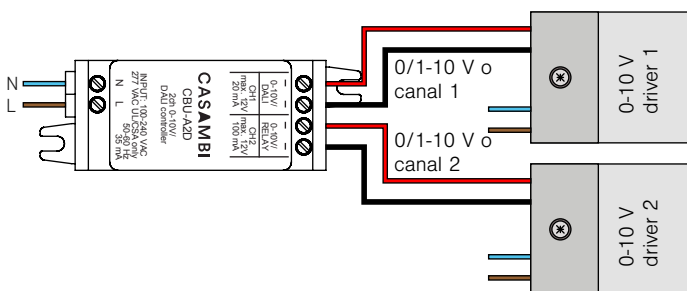 N
L
INPUT: 100-240 VAC
277 VAC UL/CSA only
50-60 Hz
35 mA
N L
CASAMBI
CBU-A2D
2ch 0-10V/
DALI controller
0-10V/
DALI
CH1
max. 12V
20 mA
0-10V/
RELAY
CH2
max. 12V
100 mA
0/1-10 V o
canal 1
0/1-10 V o
canal 2
0-10 V
driver 1
0-10 V
driver 2